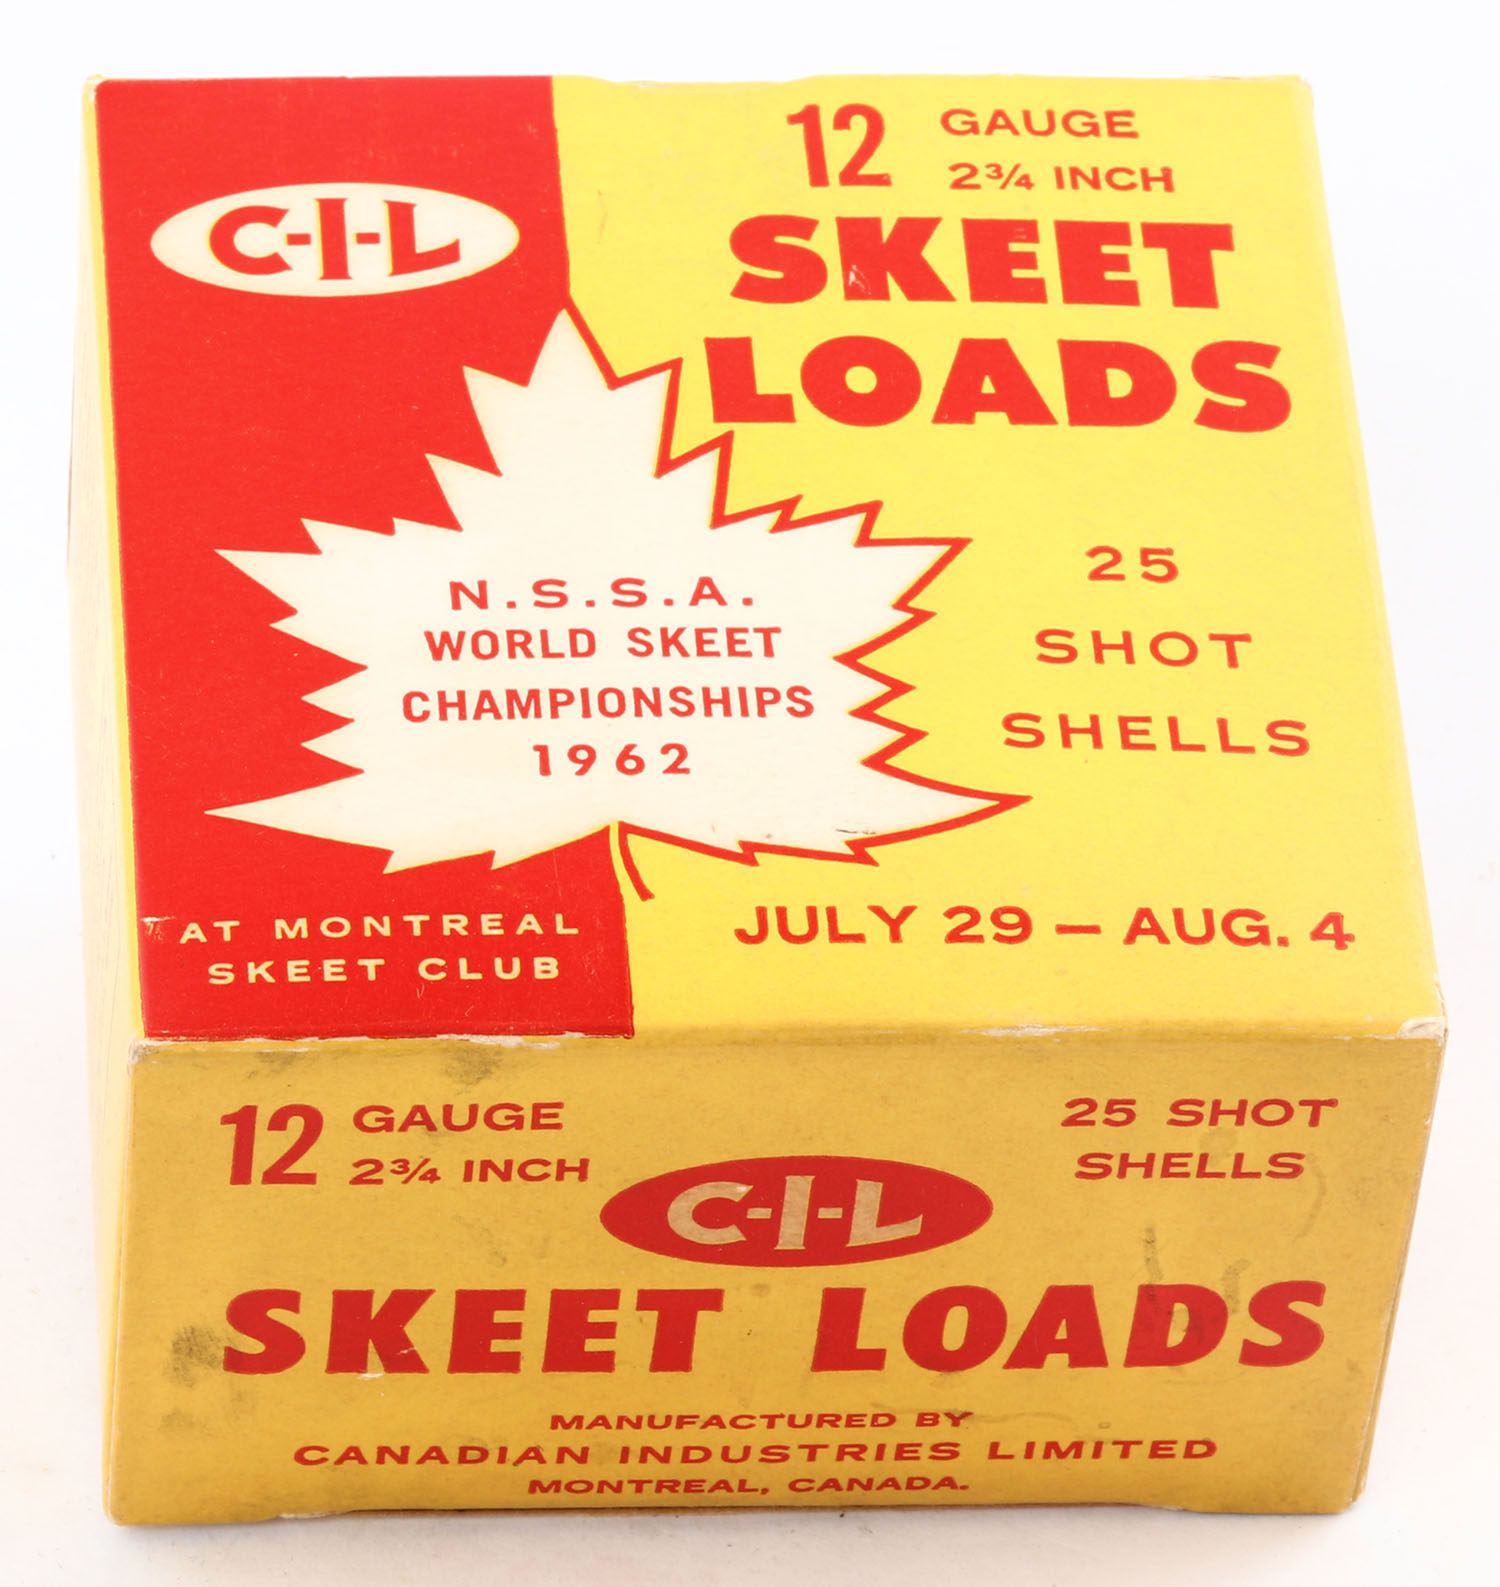 C-I-L
12 GAUGE
2¾ INCH
SKEET
LOADS
N.S.S.A.
WORLD SKEET
CHAMPIONSHIPS
1962
25
SHOT
SHELLS
AT MONTREAL
SKEET CLUB
JULY 29 – AUG. 4
12 GAUGE
2¾ INCH
25 SHOT
SHELLS
C-I-L
SKEET LOADS
MANUFACTURED BY
CANADIAN INDUSTRIES LIMITED
MONTREAL, CANADA.